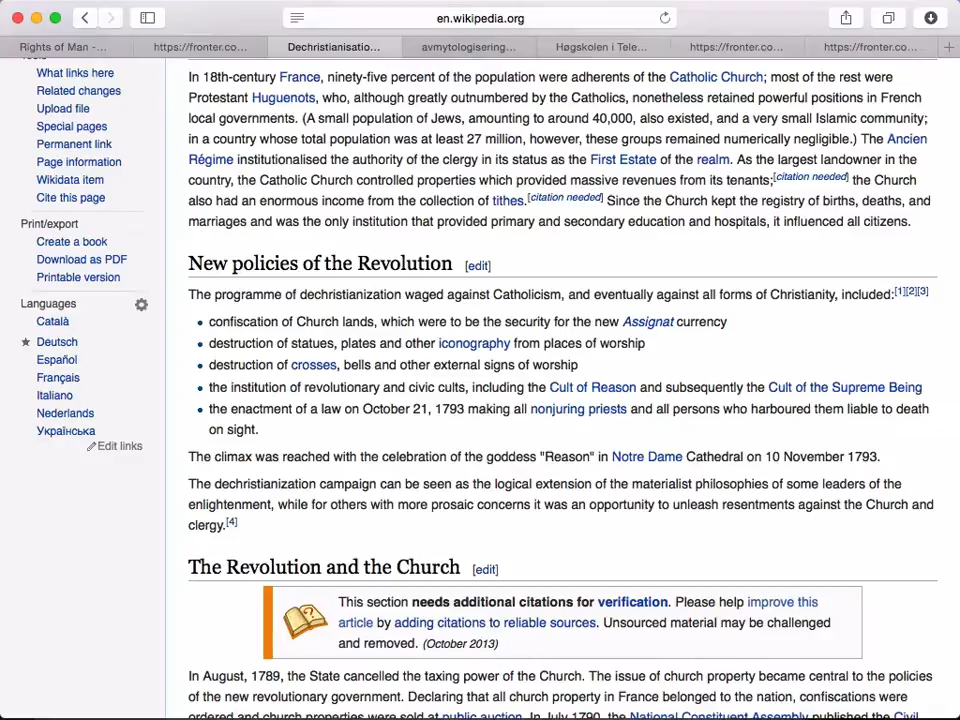 en.wikipedia.org
Rights of Man -...
https://fronter.co...
Dechristianisatio...
avmytologisering...
Høgskolen i Tele...
https://fronter.co...
https://fronter.co...
Tools
What links here
Related changes
Upload file
Special pages
Permanent link
Page information
Wikidata item
Cite this page
Print/export
Create a book
Download as PDF
Printable version
Languages
Català
Deutsch
Español
Français
Italiano
Nederlands
Українська
Edit links
In 18th-century France, ninety-five percent of the population were adherents of the Catholic Church; most of the rest were
Protestant Huguenots, who, although greatly outnumbered by the Catholics, nonetheless retained powerful positions in French
local governments. (A small population of Jews, amounting to around 40,000, also existed, and a very small Islamic community;
in a country whose total population was at least 27 million, however, these groups remained numerically negligible.) The Ancien
Régime institutionalised the authority of the clergy in its status as the First Estate of the realm. As the largest landowner in the
country, the Catholic Church controlled properties which provided massive revenues from its tenants;[citation needed] the Church
also had an enormous income from the collection of tithes.[citation needed] Since the Church kept the registry of births, deaths, and
marriages and was the only institution that provided primary and secondary education and hospitals, it influenced all citizens.
New policies of the Revolution [edit]
The programme of dechristianization waged against Catholicism, and eventually against all forms of Christianity, included:[1][2][3]
• confiscation of Church lands, which were to be the security for the new Assignat currency
• destruction of statues, plates and other iconography from places of worship
• destruction of crosses, bells and other external signs of worship
• the institution of revolutionary and civic cults, including the Cult of Reason and subsequently the Cult of the Supreme Being
• the enactment of a law on October 21, 1793 making all nonjuring priests and all persons who harboured them liable to death
on sight.
The climax was reached with the celebration of the goddess "Reason" in Notre Dame Cathedral on 10 November 1793.
The dechristianization campaign can be seen as the logical extension of the materialist philosophies of some leaders of the
enlightenment, while for others with more prosaic concerns it was an opportunity to unleash resentments against the Church and
clergy.[4]
The Revolution and the Church [edit]
This section needs additional citations for verification. Please help improve this
article by adding citations to reliable sources. Unsourced material may be challenged
and removed. (October 2013)
In August, 1789, the State cancelled the taxing power of the Church. The issue of church property became central to the policies
of the new revolutionary government. Declaring that all church property in France belonged to the nation, confiscations were
ordered and church properties were sold at public auction. In July 1790, the National Constituent Assembly published the Civil